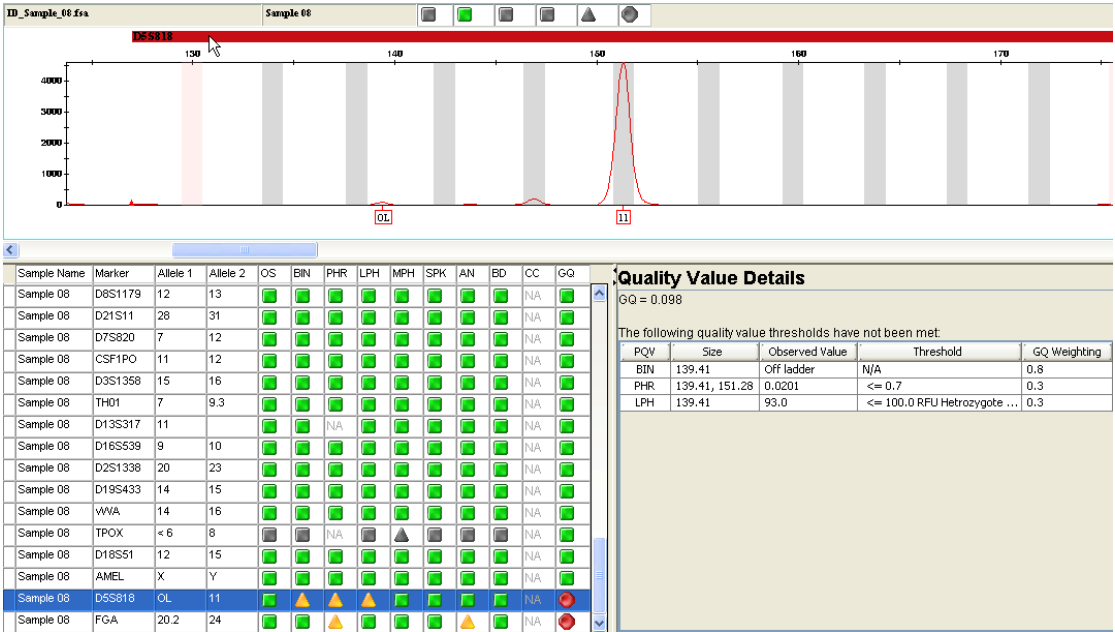 ID_Sample_08.fsa Sample 08
D5S818
130 140 150 160 170
4000
3000
2000
1000
0
OL 11
Sample Name Marker Allele 1 Allele 2 OS BIN PHR LPH MPH SPK AN BD CC GQ
Sample 08 D8S1179 12 13 NA
Sample 08 D21S11 28 31 NA
Sample 08 D7S820 7 12 NA
Sample 08 CSF1PO 11 12 NA
Sample 08 D3S1358 15 16 NA
Sample 08 TH01 7 9.3 NA
Sample 08 D13S317 11 NA NA
Sample 08 D16S539 9 10 NA
Sample 08 D2S1338 20 23 NA
Sample 08 D19S433 14 15 NA
Sample 08 vWA 14 16 NA
Sample 08 TPOX < 6 8 NA NA
Sample 08 D18S51 12 15 NA
Sample 08 AMEL X Y NA
Sample 08 D5S818 OL 11 NA
Sample 08 FGA 20.2 24 NA
Quality Value Details
GQ = 0.098
The following quality value thresholds have not been met:
PQV Size Observed Value Threshold GQ Weighting
BIN 139.41 Off ladder N/A 0.8
PHR 139.41, 151.28 0.0201 <= 0.7 0.3
LPH 139.41 93.0 <= 100.0 RFU Hetrozygote ... 0.3